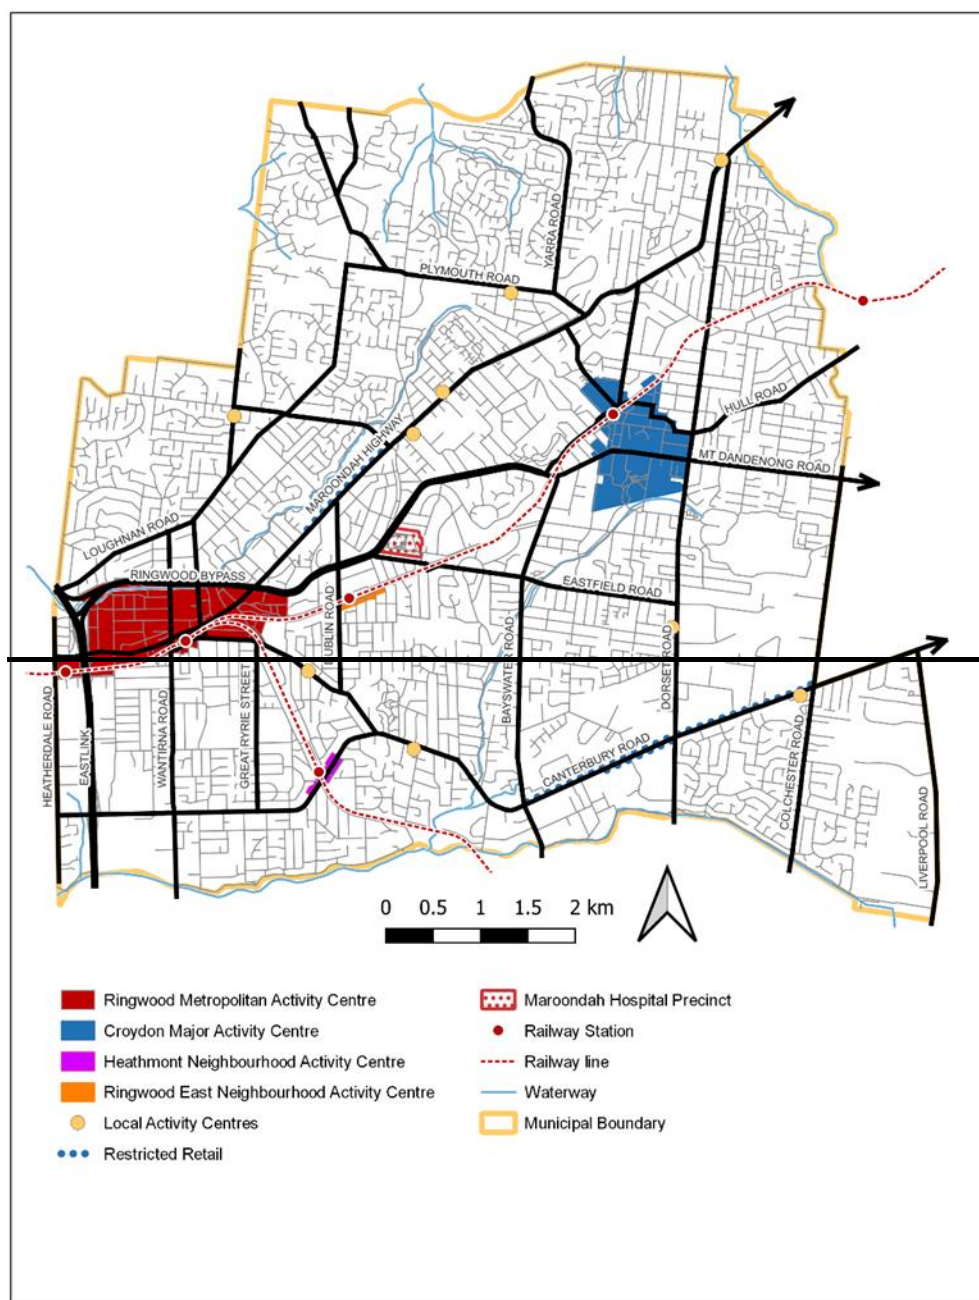 YARRA ROAD
PLYMOUTH ROAD
HULL ROAD
MAROONDAH HIGHWAY
MT DANDENONG ROAD
LOUGHNAN ROAD
RINGWOOD BYPASS
EASTFIELD ROAD
DUBLIN ROAD
BAYSWATER ROAD
DORSET ROAD
HEATHERDALE ROAD
EASTLINK
WANTIRNA ROAD
GREAT RYRIE STREET
CANTERBURY ROAD
COLCHESTER ROAD
LIVERPOOL ROAD
0 0.5 1 1.5 2 km
Ringwood Metropolitan Activity Centre
Croydon Major Activity Centre
Heathmont Neighbourhood Activity Centre
Ringwood East Neighbourhood Activity Centre
Local Activity Centres
Restricted Retail
Maroondah Hospital Precinct
Railway Station
Railway line
Waterway
Municipal Boundary